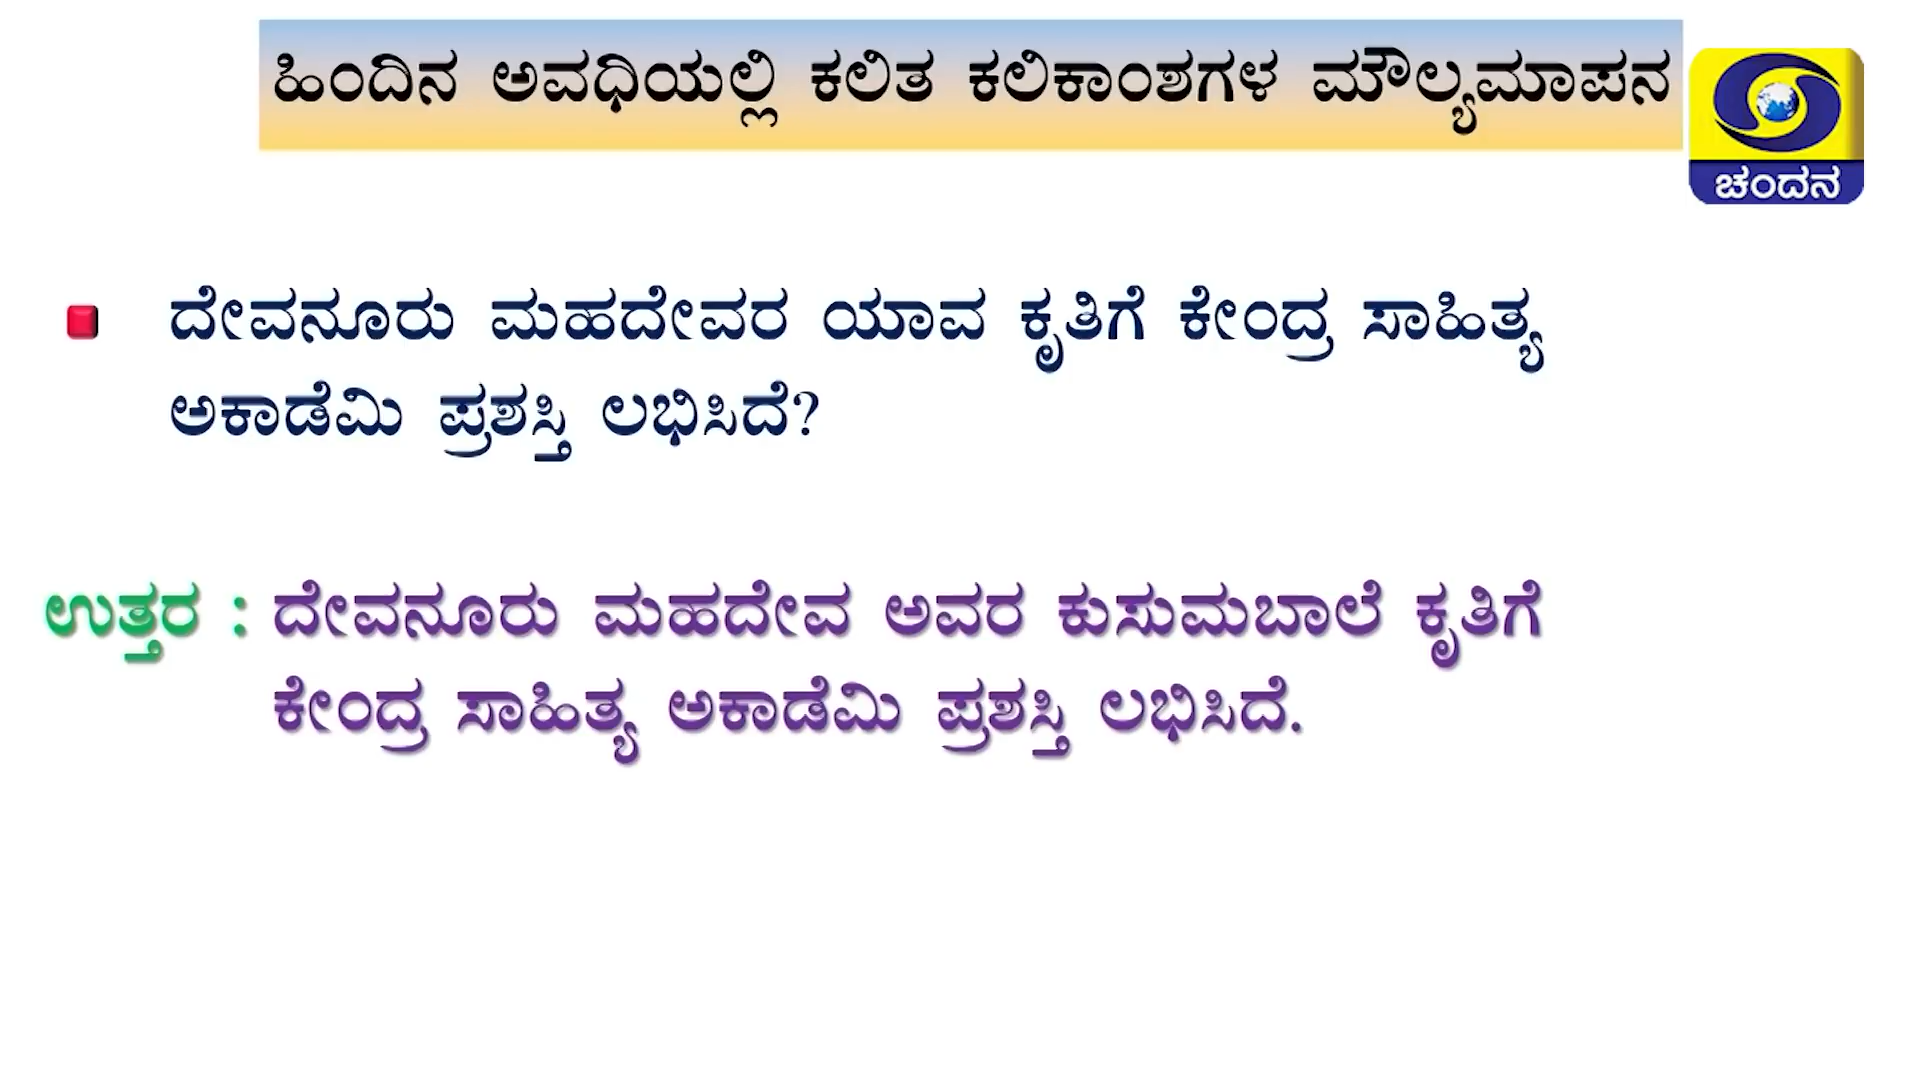 ಹಿಂದಿನ ಅವಧಿಯಲ್ಲಿ ಕಲಿತ ಕಲಿಕಾಂಶಗಳ ಮೌಲ್ಯಮಾಪನ
ಚಂದನ
ದೇವನೂರು ಮಹದೇವರ ಯಾವ ಕೃತಿಗೆ ಕೇಂದ್ರ ಸಾಹಿತ್ಯ
ಅಕಾಡೆಮಿ ಪ್ರಶಸ್ತಿ ಲಭಿಸಿದೆ?
ಉತ್ತರ : ದೇವನೂರು ಮಹದೇವ ಅವರ ಕುಸುಮಬಾಲೆ ಕೃತಿಗೆ
ಕೇಂದ್ರ ಸಾಹಿತ್ಯ ಅಕಾಡೆಮಿ ಪ್ರಶಸ್ತಿ ಲಭಿಸಿದೆ.